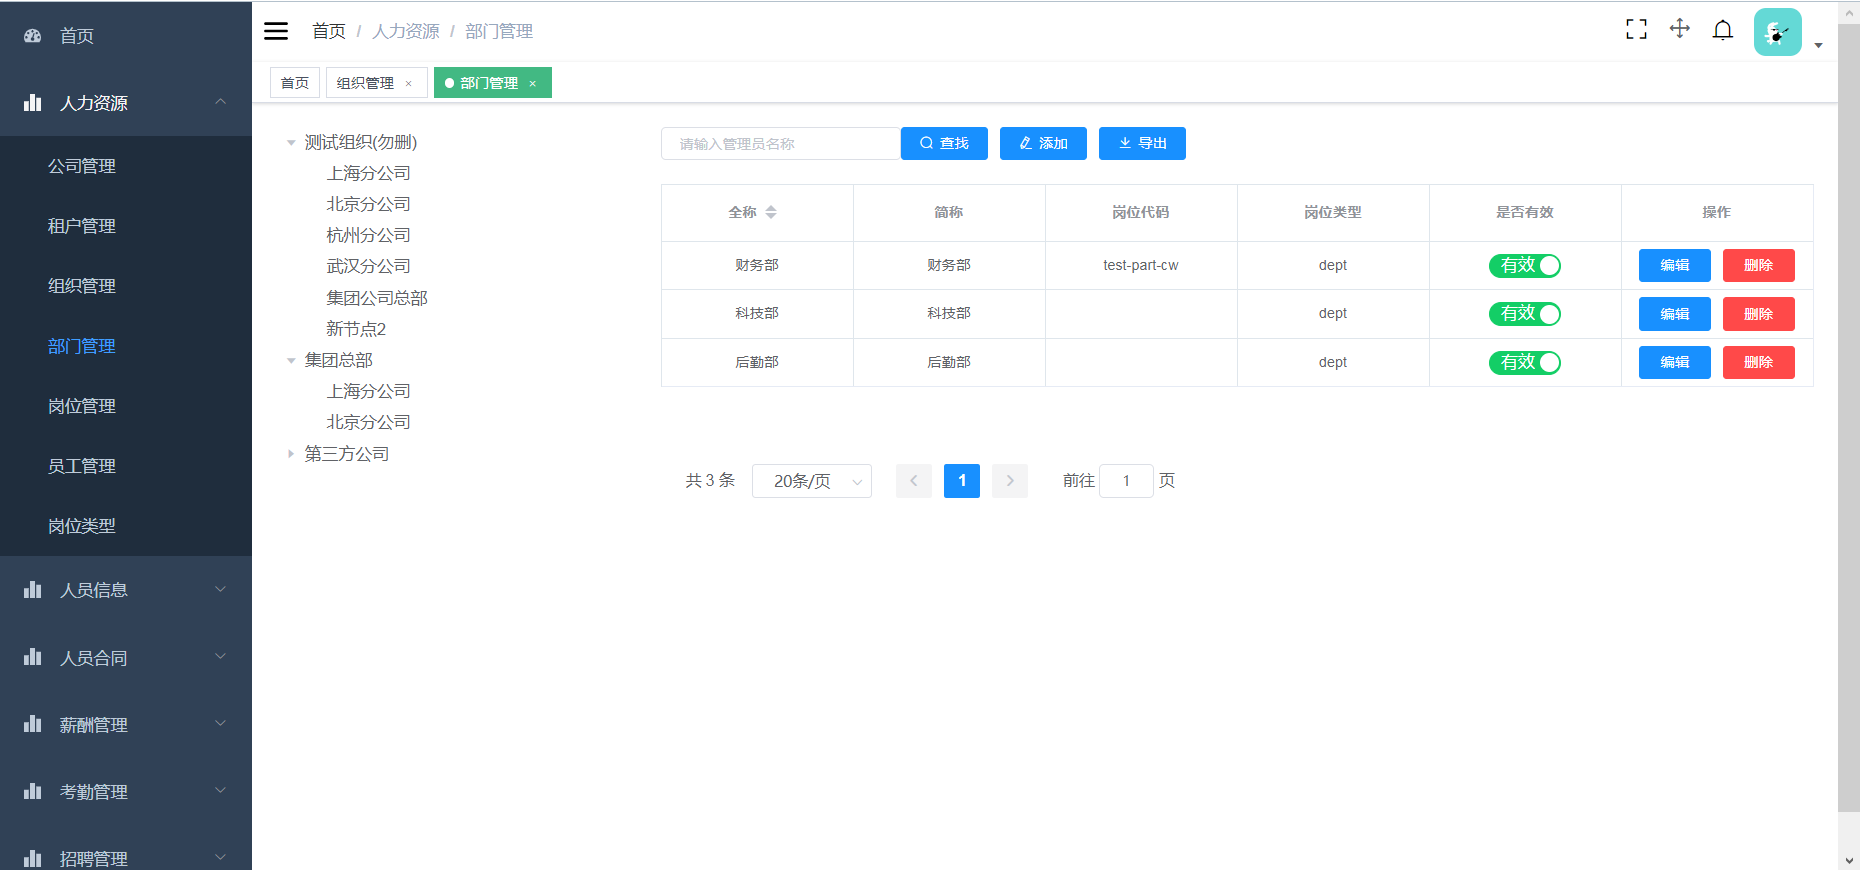 首页
人力资源
公司管理
租户管理
组织管理
部门管理
岗位管理
员工管理
岗位类型
人员信息
人员合同
薪酬管理
考勤管理
招聘管理
首页 / 人力资源 / 部门管理
首页 组织管理 × 部门管理 ×
测试组织(勿删)
上海分公司
北京分公司
杭州分公司
武汉分公司
集团公司总部
新节点2
集团总部
上海分公司
北京分公司
第三方公司
请输入管理员名称 查找 添加 导出
全称 简称 岗位代码 岗位类型 是否有效 操作
财务部 财务部 test-part-cw dept 有效 编辑 删除
科技部 科技部 dept 有效 编辑 删除
后勤部 后勤部 dept 有效 编辑 删除
共 3 条 20条/页 1 前往 1 页